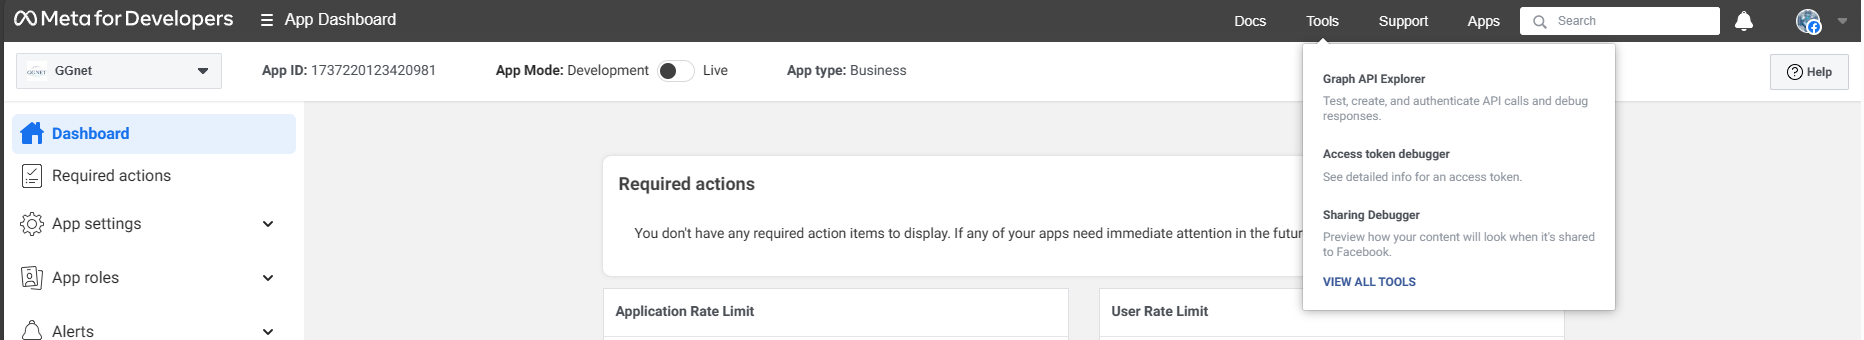 Meta for Developers
App Dashboard
Docs
Tools
Support
Apps
Search
GGNET
GGnet
App ID: 1737220123420981
App Mode: Development
Live
App type: Business
Help
Dashboard
Required actions
App settings
App roles
Alerts
Required actions
You don't have any required action items to display. If any of your apps need immediate attention in the futur
Application Rate Limit
User Rate Limit
Graph API Explorer
Test, create, and authenticate API calls and debug
responses.
Access token debugger
See detailed info for an access token.
Sharing Debugger
Preview how your content will look when it's shared
to Facebook.
VIEW ALL TOOLS